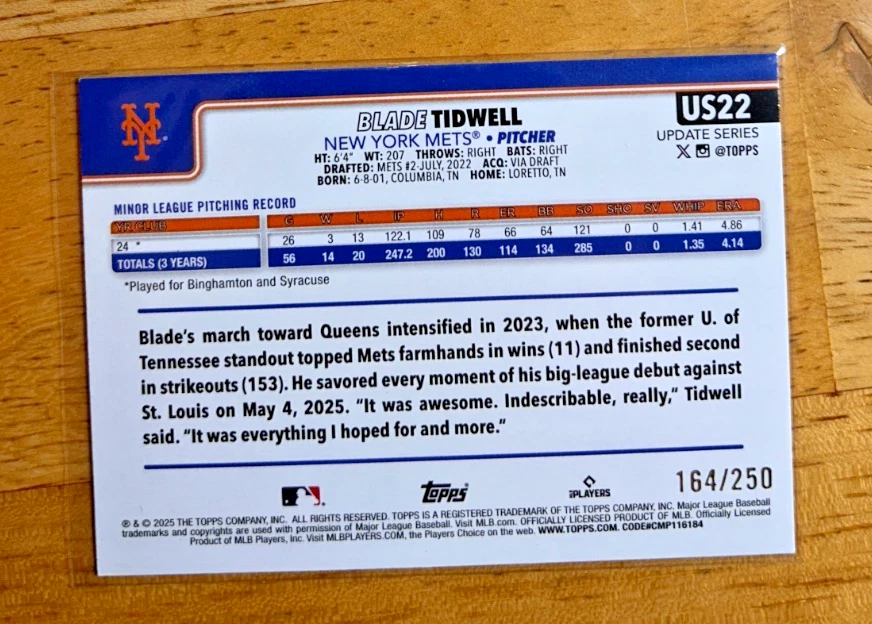 NY
BLADE TIDWELL
US22
NEW YORK METS® • PITCHER
UPDATE SERIES
HT: 6'4" WT: 207 THROWS: RIGHT BATS: RIGHT
X @TOPPS
DRAFTED: METS #2-JULY, 2022 ACQ: VIA DRAFT
BORN: 6-8-01, COLUMBIA, TN HOME: LORETTO, TN
MINOR LEAGUE PITCHING RECORD
YR/CLUB G W L IP H R ER BB SO SHO SV WHIP ERA
24 * 26 3 13 122.1 109 78 66 64 121 0 0 1.41 4.86
TOTALS (3 YEARS) 56 14 20 247.2 200 130 114 134 285 0 0 1.35 4.14
*Played for Binghamton and Syracuse
Blade's march toward Queens intensified in 2023, when the former U. of
Tennessee standout topped Mets farmhands in wins (11) and finished second
in strikeouts (153). He savored every moment of his big-league debut against
St. Louis on May 4, 2025. "It was awesome. Indescribable, really," Tidwell
said. "It was everything I hoped for and more."
TOPPS
PLAYERS
164/250
® & © 2025 THE TOPPS COMPANY, INC. ALL RIGHTS RESERVED. TOPPS IS A REGISTERED TRADEMARK OF THE TOPPS COMPANY, INC. Major League Baseball
trademarks and copyrights are used with permission of Major League Baseball. Visit MLB.com. OFFICIALLY LICENSED PRODUCT OF MLB. Officially Licensed
Product of MLB Players, Inc. Visit MLBPLAYERS.COM, the Players Choice on the web. WWW.TOPPS.COM. CODE#CMP116184